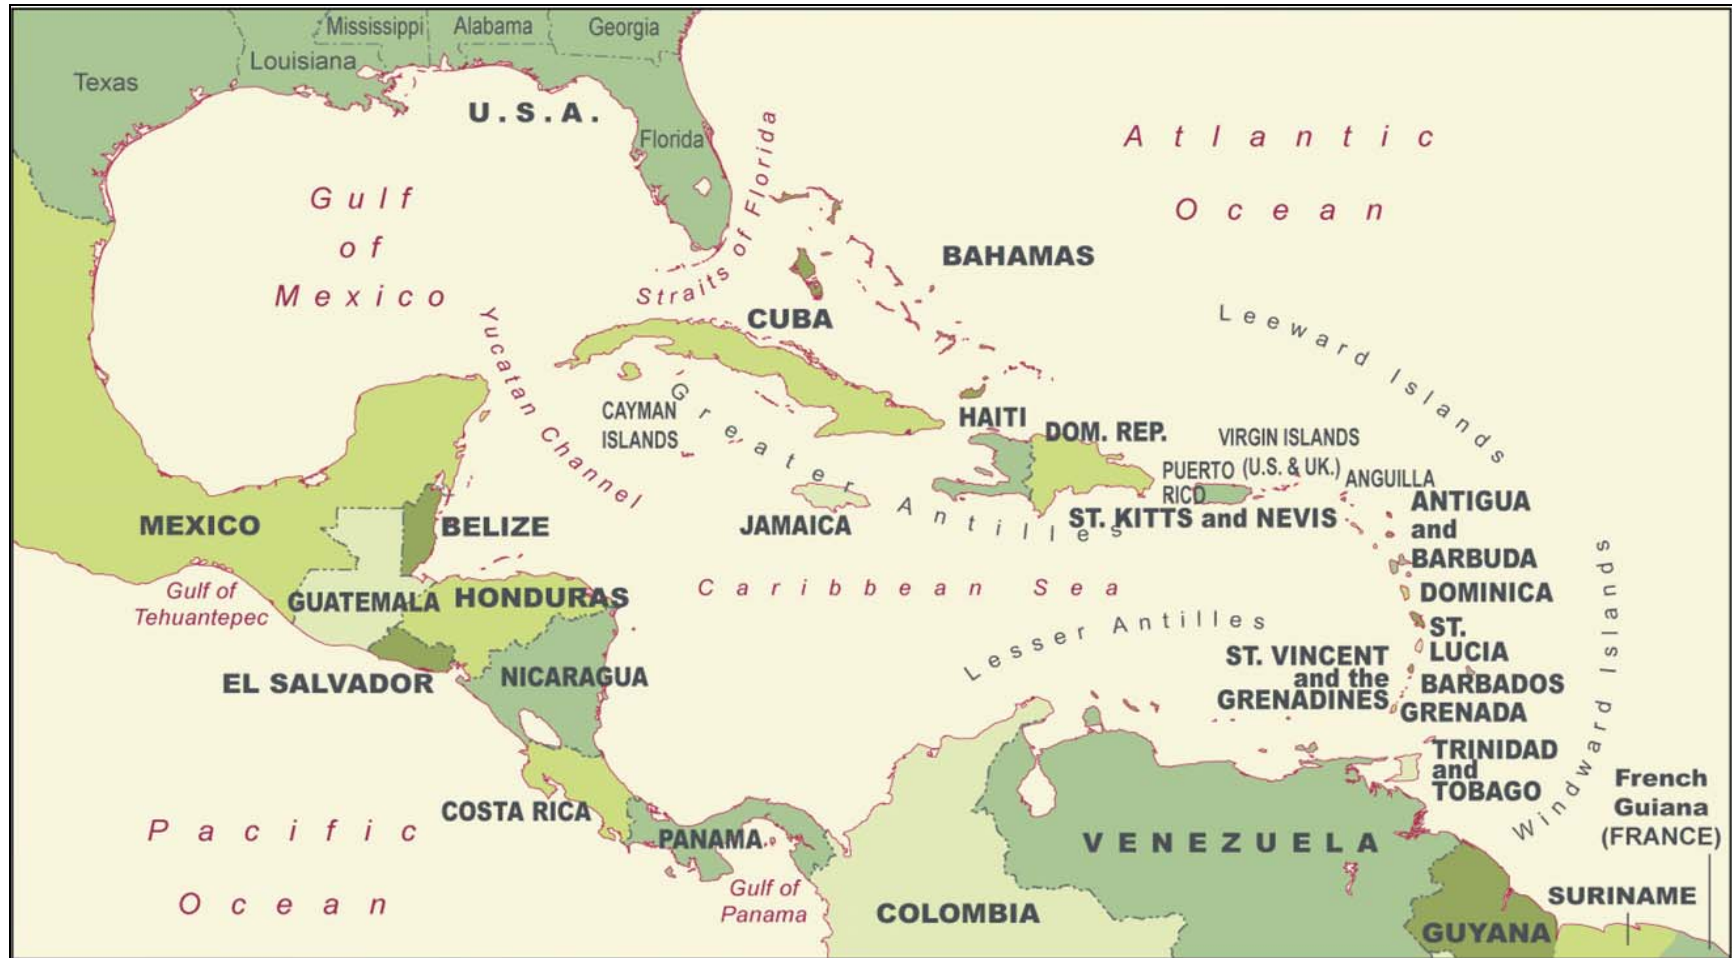 Mississippi
Alabama
Georgia
Louisiana
Texas
U.S.A.
Florida
Atlantic
Ocean
Gulf
of
Mexico
Straits of Florida
BAHAMAS
Yucatan Channel
CUBA
Leeward Islands
CAYMAN
ISLANDS
Greater Antilles
HAITI
DOM. REP.
VIRGIN ISLANDS
(U.S. & UK.)
PUERTO
RICO
ANGUILLA
ANTIGUA
and
BARBUDA
MEXICO
BELIZE
JAMAICA
ST. KITTS and NEVIS
Gulf of
Tehuantepec
GUATEMALA
HONDURAS
Caribbean Sea
DOMINICA
Lesser Antilles
ST.
LUCIA
Windward Islands
EL SALVADOR
NICARAGUA
ST. VINCENT
and the
GRENADINES
BARBADOS
GRENADA
TRINIDAD
and
TOBAGO
French
Guiana
(FRANCE)
COSTA RICA
PANAMA
Pacific
Ocean
Gulf of
Panama
VENEZUELA
COLOMBIA
SURINAME
GUYANA